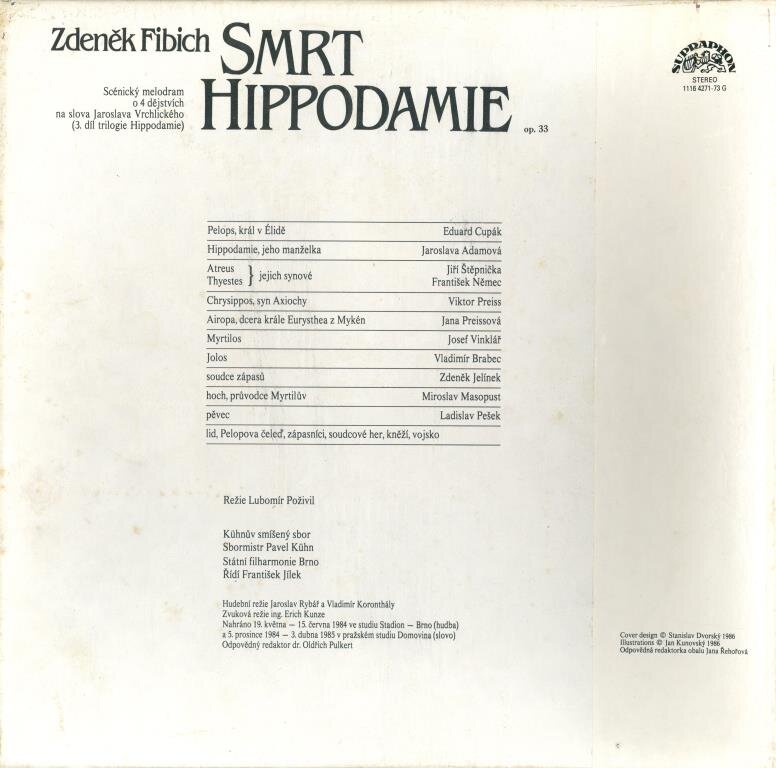 Zdeněk Fibich SMRT HIPPODAMIE op. 33
Scénický melodram
o 4 dějstvích
na slova Jaroslava Vrchlického
(3. díl trilogie Hippodamie)
SUPRAPHON
STEREO
1116 4271-73 G
Pelops, král v Élidě Eduard Cupák
Hippodamie, jeho manželka Jaroslava Adamová
Atreus } jejich synové Jiří Štěpnička
Thyestes František Němec
Chrysippos, syn Axiochy Viktor Preiss
Airopa, dcera krále Eurysthea z Mykén Jana Preissová
Myrtilos Josef Vinklář
Jolos Vladimír Brabec
soudce zápasů Zdeněk Jelínek
hoch, průvodce Myrtilův Miroslav Masopust
pěvec Ladislav Pešek
lid, Pelopova čeleď, zápasníci, soudcové her, kněží, vojsko
Režie Lubomír Poživil
Kühnův smíšený sbor
Sbormistr Pavel Kühn
Státní filharmonie Brno
Řídí František Jílek
Hudební režie Jaroslav Rybář a Vladimír Koronthály
Zvuková režie ing. Erich Kunze
Nahráno 19. května — 15. června 1984 ve studiu Stadion — Brno (hudba)
a 5. prosince 1984 — 3. dubna 1985 v pražském studiu Domovina (slovo)
Odpovědný redaktor dr. Oldřich Pulkert
Cover design © Stanislav Dvorský 1986
Illustrations © Jan Kunovský 1986
Odpovědná redaktorka obalu Jana Řehořová